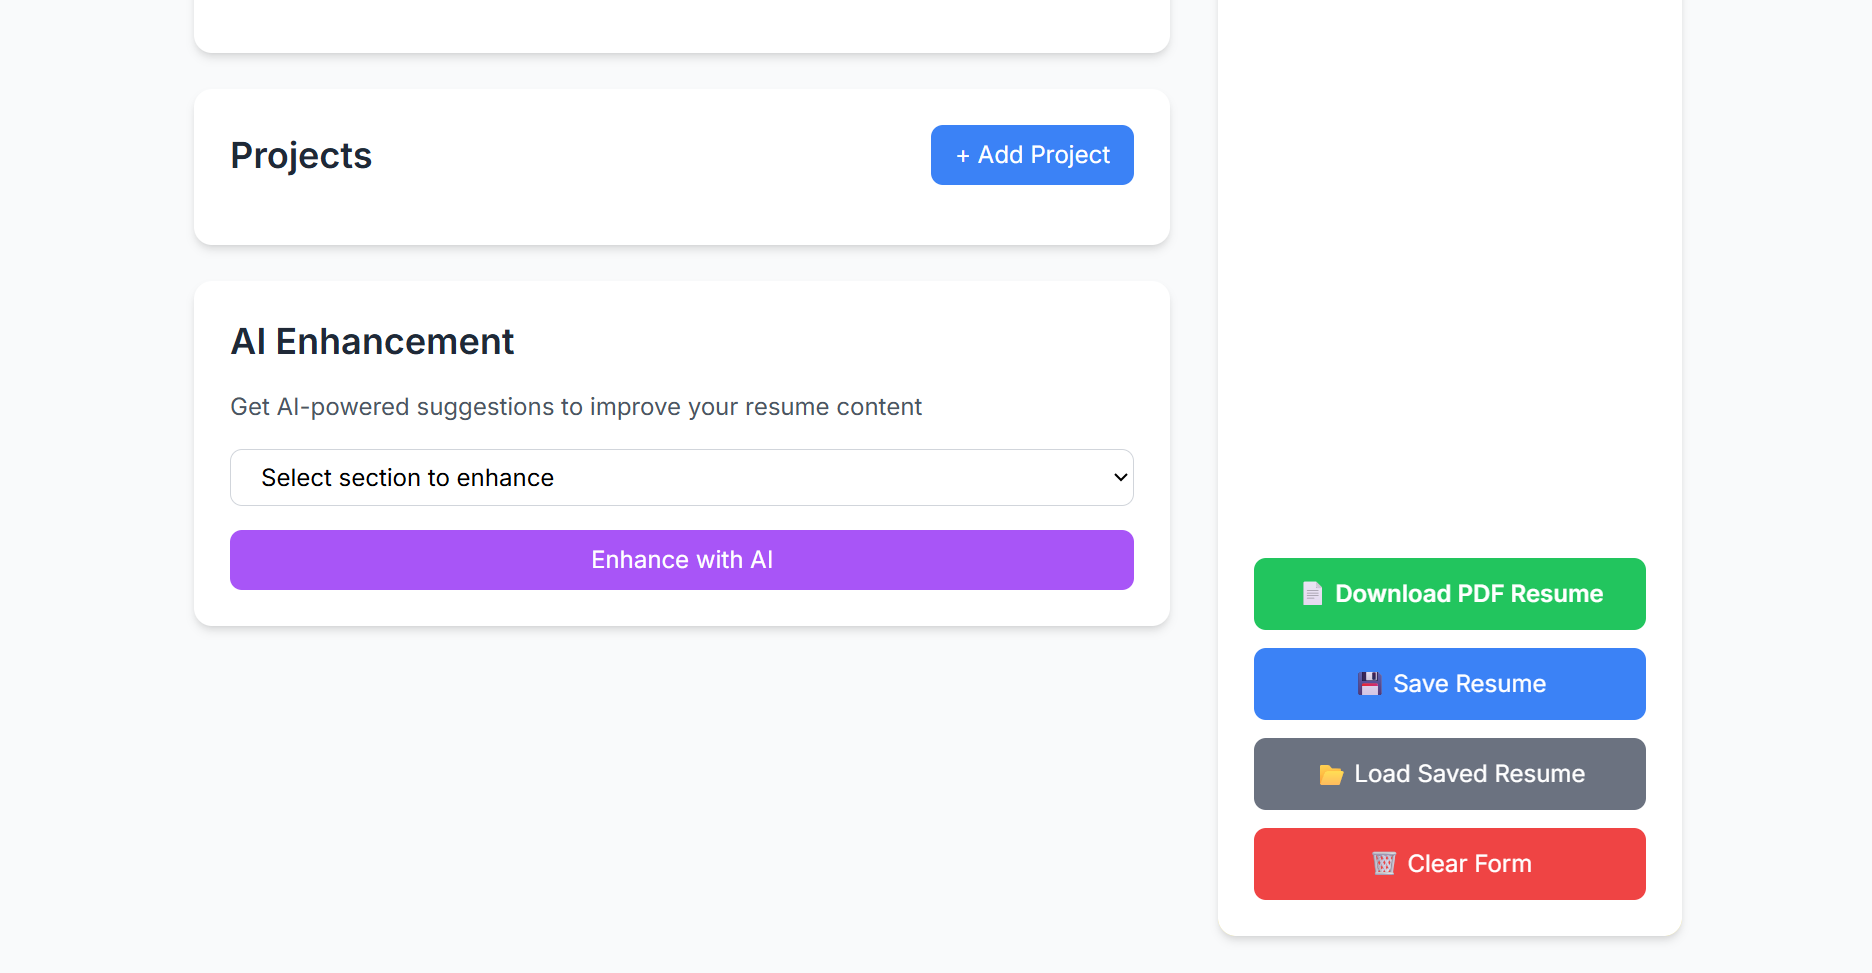 Projects
+ Add Project
AI Enhancement
Get AI-powered suggestions to improve your resume content
Select section to enhance
Enhance with AI
Download PDF Resume
Save Resume
Load Saved Resume
Clear Form